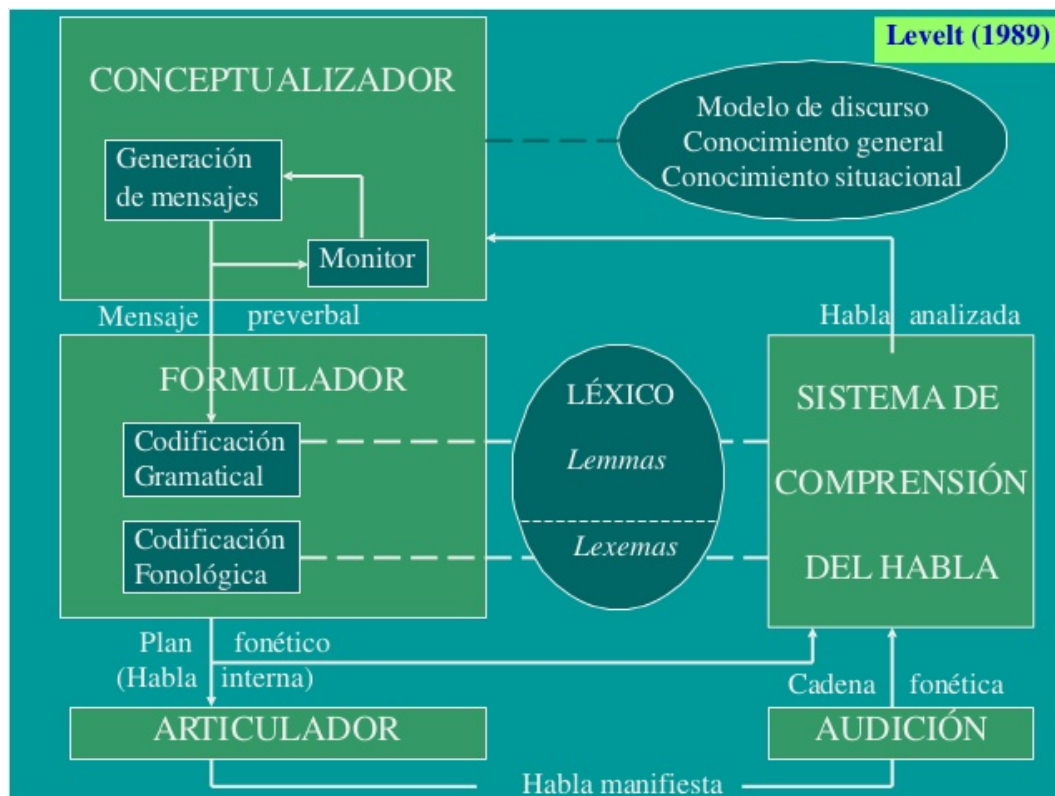 Levelt (1989)
CONCEPTUALIZADOR
Modelo de discurso
Conocimiento general
Conocimiento situacional
Generación
de mensajes
Monitor
Mensaje preverbal
Habla analizada
FORMULADOR
LÉXICO
Lemmas
Lexemas
Codificación
Gramatical
Codificación
Fonológica
SISTEMA DE
COMPRENSIÓN
DEL HABLA
Plan fonético
(Habla interna)
Cadena fonética
ARTICULADOR
AUDICIÓN
Habla manifiesta